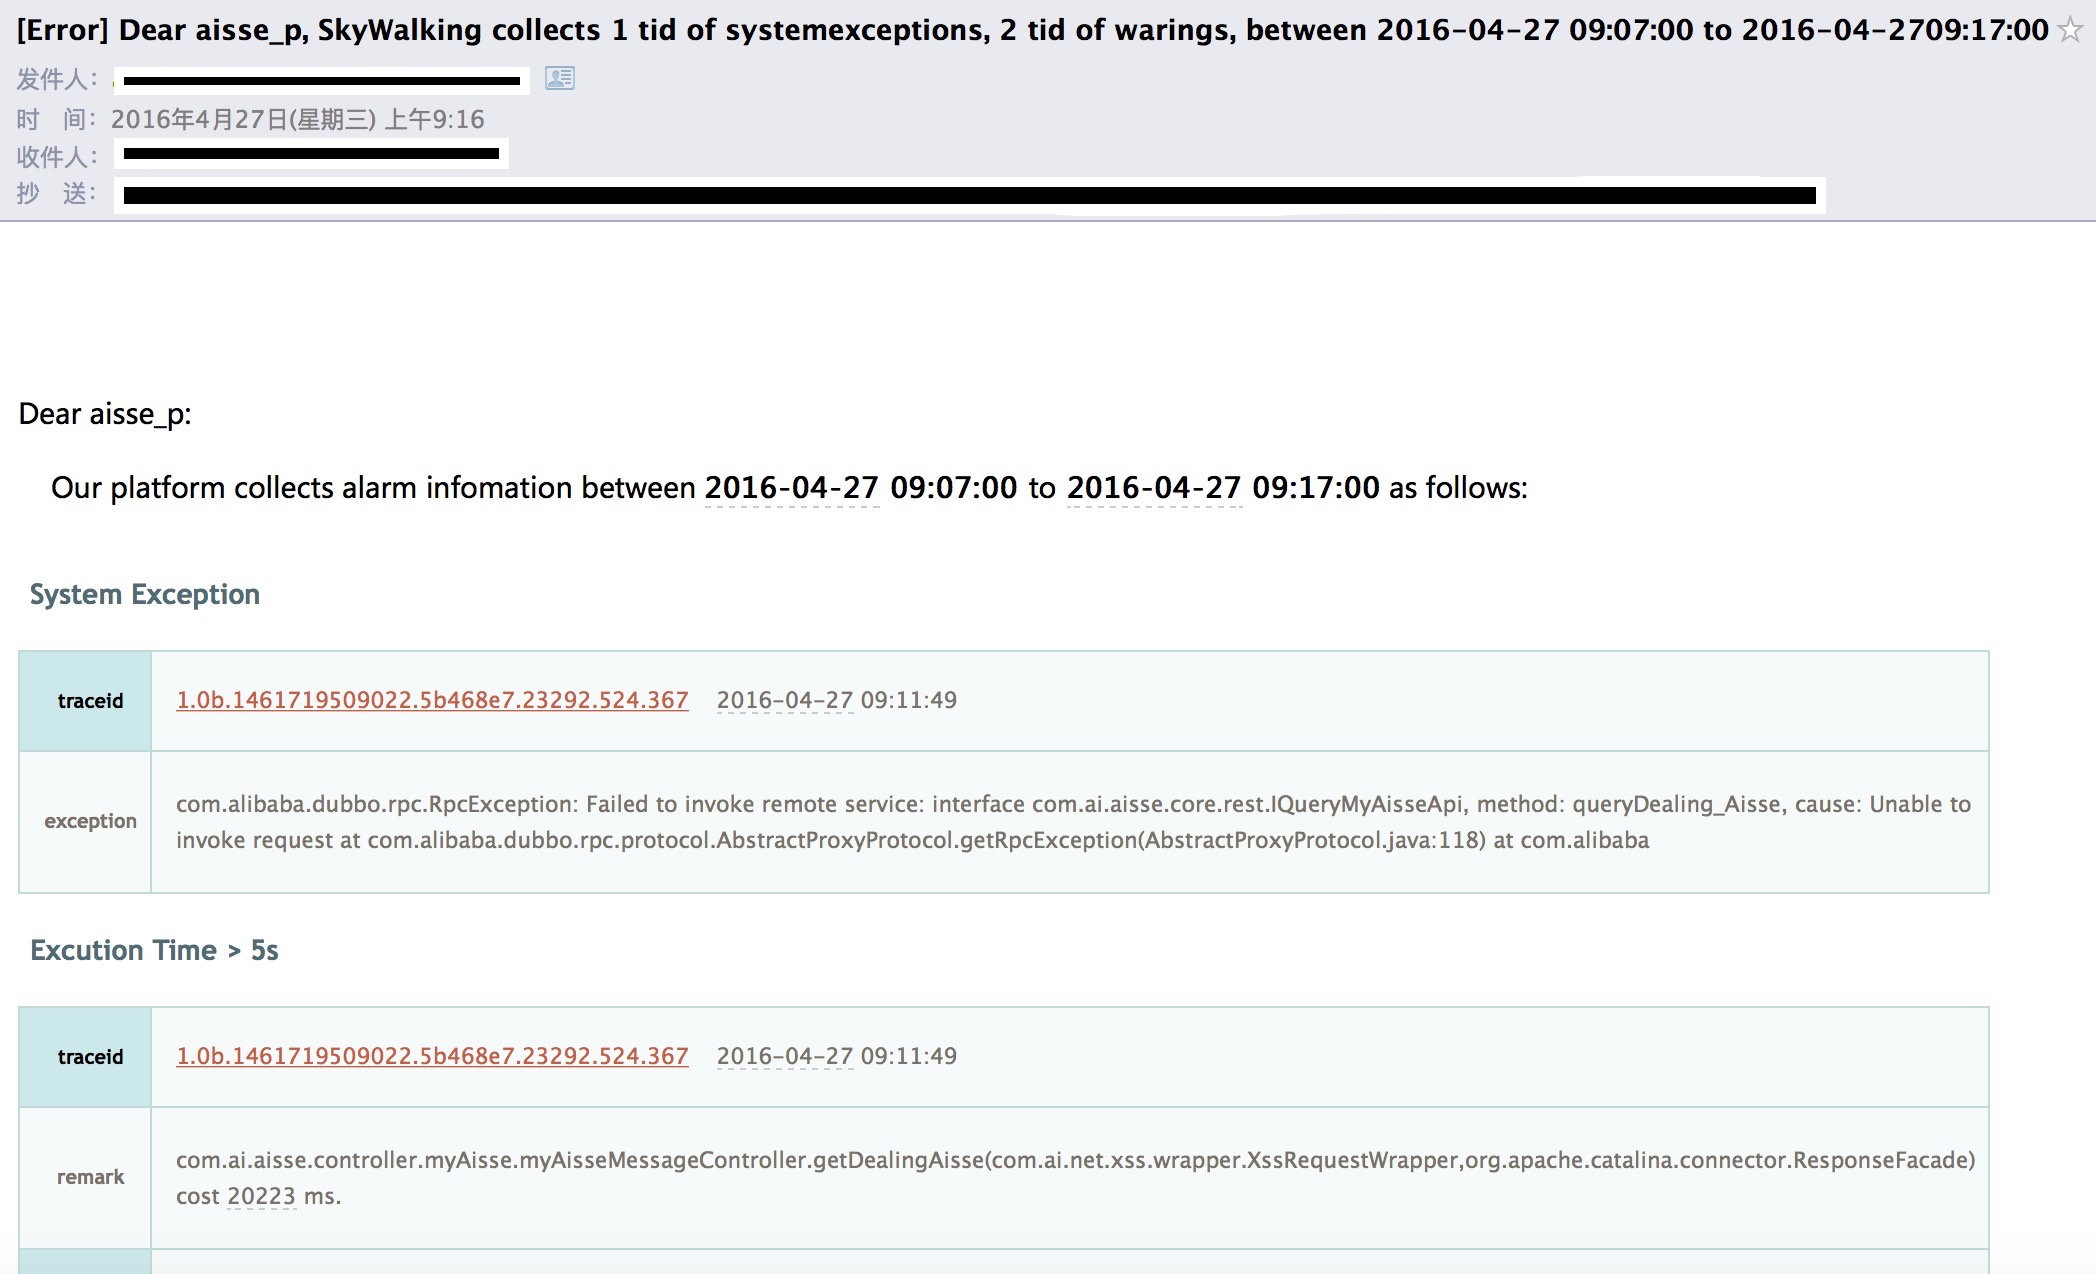 [Error] Dear aisse_p, SkyWalking collects 1 tid of systemexceptions, 2 tid of warings, between 2016-04-27 09:07:00 to 2016-04-2709:17:00
发件人:
时 间: 2016年4月27日(星期三) 上午9:16
收件人:
抄 送:
Dear aisse_p:
Our platform collects alarm infomation between 2016-04-27 09:07:00 to 2016-04-27 09:17:00 as follows:
System Exception
traceid 1.0b.1461719509022.5b468e7.23292.524.367 2016-04-27 09:11:49
exception com.alibaba.dubbo.rpc.RpcException: Failed to invoke remote service: interface com.ai.aisse.core.rest.IQueryMyAisseApi, method: queryDealing_Aisse, cause: Unable to
invoke request at com.alibaba.dubbo.rpc.protocol.AbstractProxyProtocol.getRpcException(AbstractProxyProtocol.java:118) at com.alibaba
Excution Time > 5s
traceid 1.0b.1461719509022.5b468e7.23292.524.367 2016-04-27 09:11:49
remark com.ai.aisse.controller.myAisse.myAisseMessageController.getDealingAisse(com.ai.net.xss.wrapper.XssRequestWrapper,org.apache.catalina.connector.ResponseFacade)
cost 20223 ms.